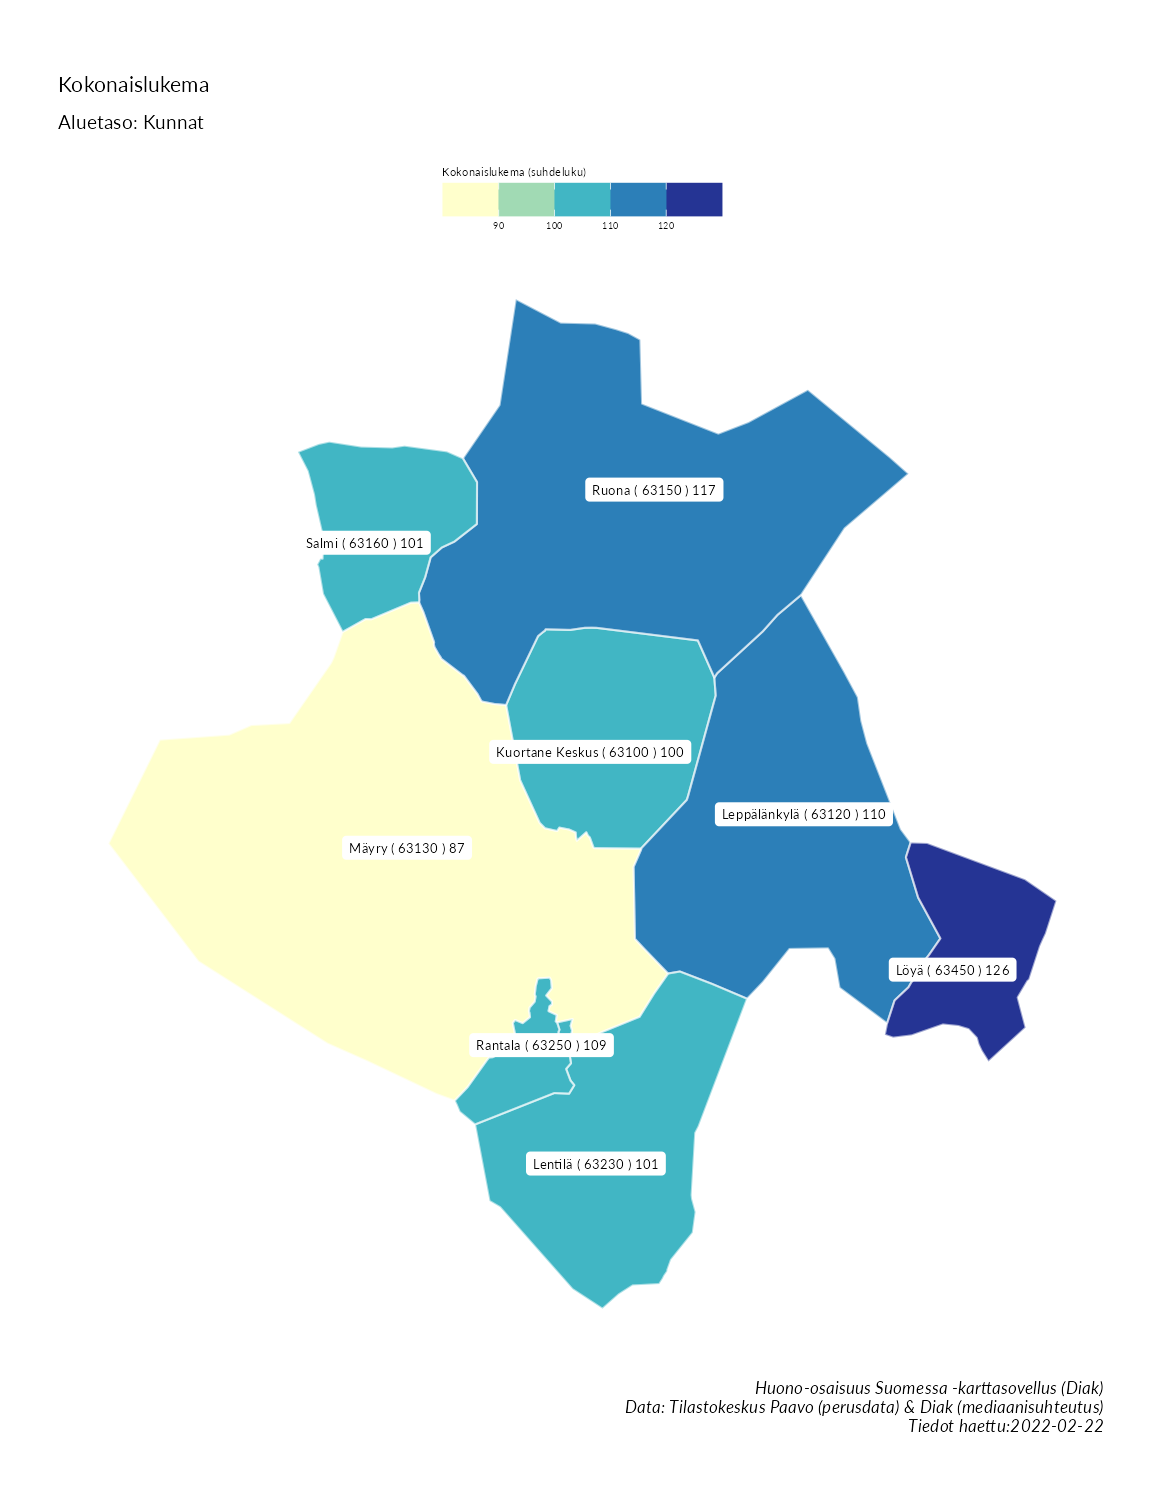 Kokonaislukema
Aluetaso: Kunnat
Kokonaislukema (suhdeluku)
90 100 110 120
Ruona ( 63150 ) 117
Salmi ( 63160 ) 101
Kuortane Keskus ( 63100 ) 100
Leppälänkylä ( 63120 ) 110
Mäyry ( 63130 ) 87
Löyä ( 63450 ) 126
Rantala ( 63250 ) 109
Lentilä ( 63230 ) 101
Huono-osaisuus Suomessa -karttasovellus (Diak)
Data: Tilastokeskus Paavo (perusdata) & Diak (mediaanisuhteutus)
Tiedot haettu:2022-02-22